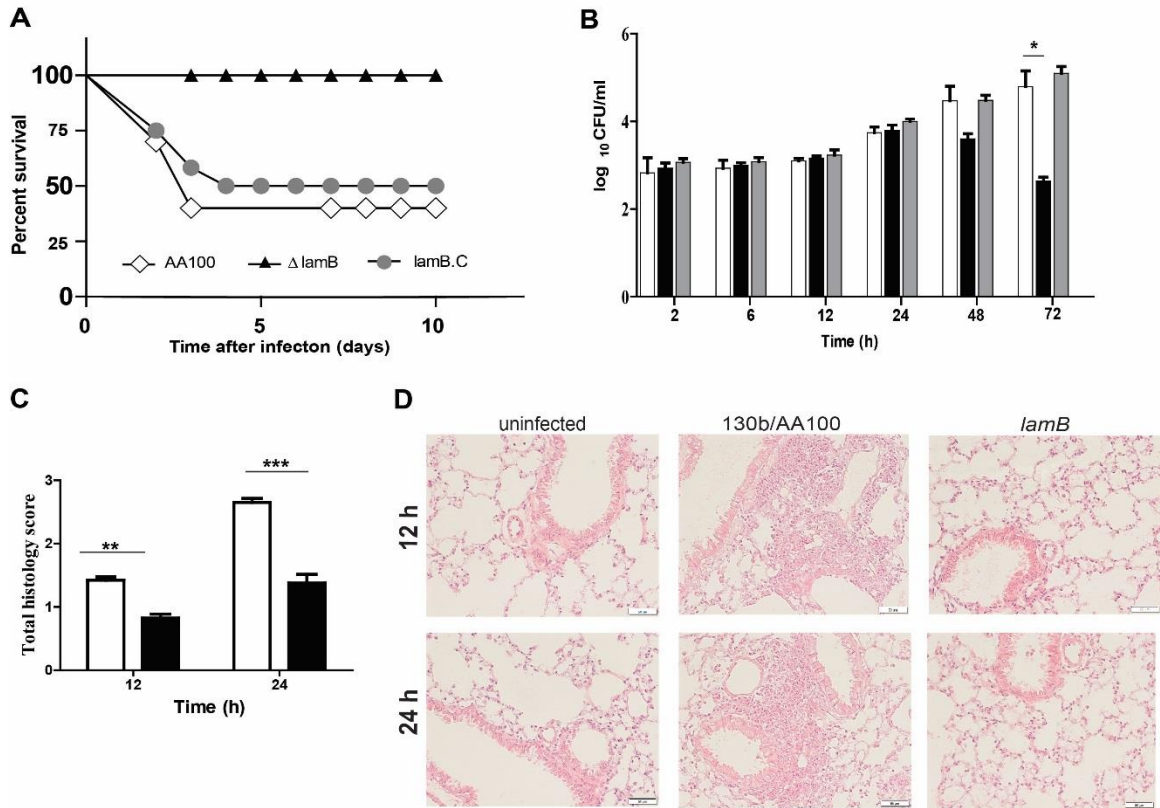 A
100
75
50
25
0
Percent survival
AA100
Δ lamB
lamB.C
0
5
10
Time after infecton (days)
B
6
4
2
0
log 10 CFU/ml
*
2
6
12
24
48
72
Time (h)
C
3
2
1
0
Total histology score
**
***
12
24
Time (h)
D
uninfected
130b/AA100
lamB
12 h
24 h